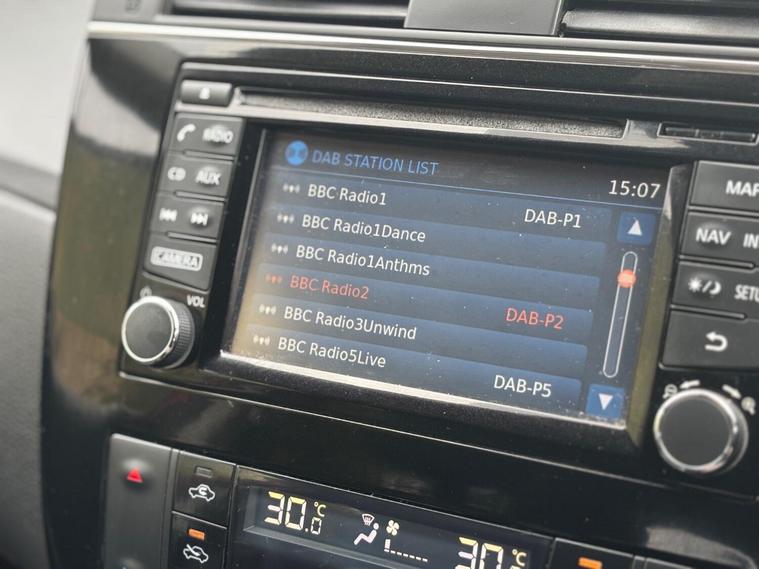 RADIO
AUX
CAMERA
VOL
DAB STATION LIST
15:07
BBC Radio1
DAB-P1
BBC Radio1Dance
BBC Radio1Anthms
BBC Radio2
DAB-P2
BBC Radio3Unwind
BBC Radio5Live
DAB-P5
MAP
NAV
30.0 °C
30 °C